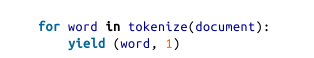 for word in tokenize(document):
    yield (word, 1)